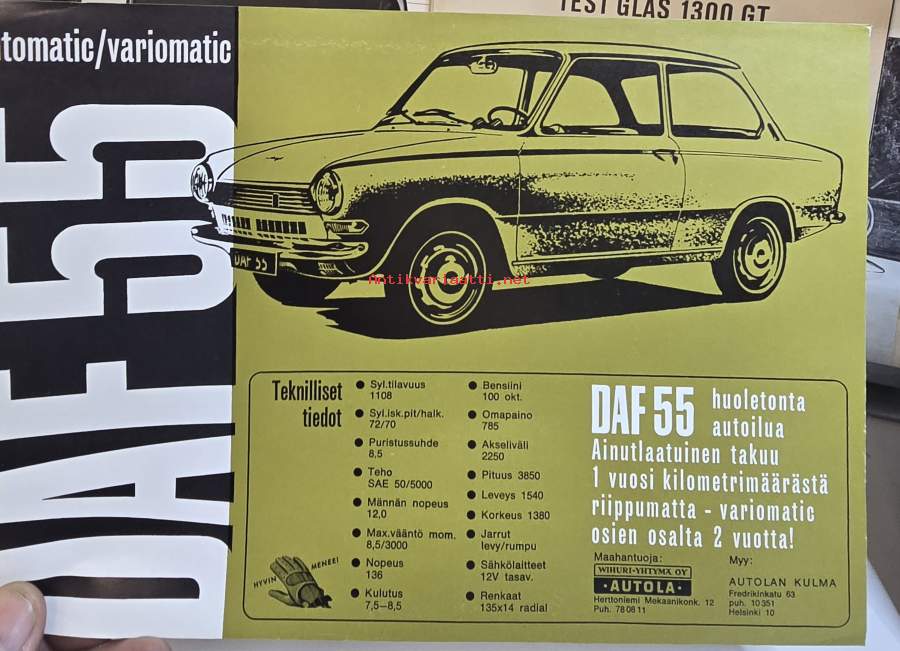 TEST GLAS 1300 GT
tomatic/variomatic
DAF 55
DAF 55
Antikvariaatti.net
Teknilliset
tiedot
Syl.tilavuus
1108
Syl.isk.pit/halk.
72/70
Puristussuhde
8,5
Teho
SAE 50/5000
Männän nopeus
12,0
Max.vääntö mom.
8,5/3000
Nopeus
136
Kulutus
7,5–8,5
Bensiini
100 okt.
Omapaino
785
Akseliväli
2250
Pituus 3850
Leveys 1540
Korkeus 1380
Jarrut
levy/rumpu
Sähkölaitteet
12V tasav.
Renkaat
135x14 radial
HYVIN MENEE!
DAF 55 huoletonta
autoilua
Ainutlaatuinen takuu
1 vuosi kilometrimäärästä
riippumatta - variomatic
osien osalta 2 vuotta!
Maahantuoja:
WIHURI-YHTYMÄ OY
AUTOLA
Herttoniemi Mekaanikonk. 12
Puh. 78 08 11
Myy:
AUTOLAN KULMA
Fredrikinkatu 63
puh. 10 351
Helsinki 10